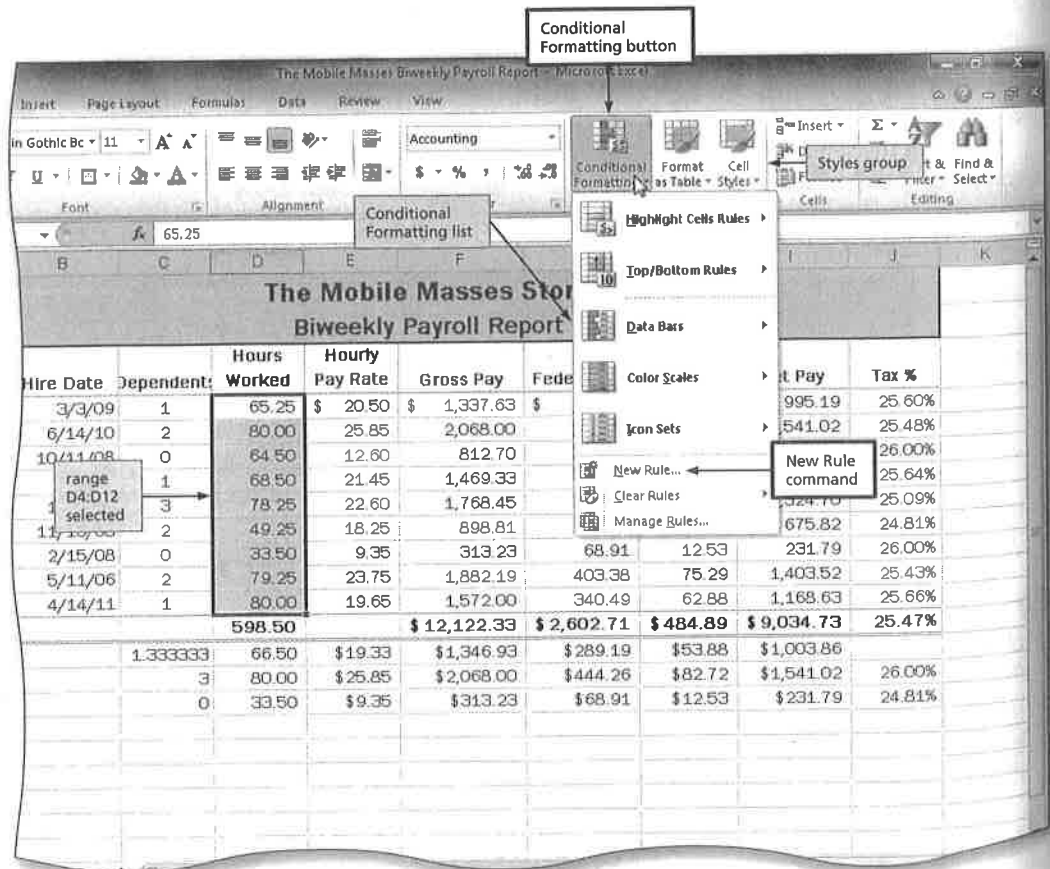 Conditional
Formatting button
The Mobile Masses Biweekly Payroll Report - Microsoft Excel
Insert Page Layout Formulas Data Review View
in Gothic Bc 11 A A Accounting Insert Σ
$ % , Conditional Formatting Format as Table Cell Styles Styles group Find & Select
Font Alignment Cells Editing
Conditional
Formatting list
fx 65.25
Highlight Cells Rules
Top/Bottom Rules
Data Bars
Color Scales
Icon Sets
New Rule...
Clear Rules
Manage Rules...
New Rule
command
B C D E F I J K
The Mobile Masses Stor
Biweekly Payroll Report
Hours Hourly
Hire Date Dependents Worked Pay Rate Gross Pay Fede t Pay Tax %
3/3/09 1 65.25 $ 20.50 $ 1,337.63 $ 995.19 25.60%
6/14/10 2 80.00 25.85 2,068.00 ,541.02 25.48%
10/11/08 0 64.50 12.60 812.70 26.00%
1 68.50 21.45 1,469.33 25.64%
range
D4:D12
selected
1 3 78.25 22.60 1,768.45 25.09%
2 49.25 18.25 898.81 675.82 24.81%
2/15/08 0 33.50 9.35 313.23 68.91 12.53 231.79 26.00%
5/11/06 2 79.25 23.75 1,882.19 403.38 75.29 1,403.52 25.43%
4/14/11 1 80.00 19.65 1,572.00 340.49 62.88 1,168.63 25.66%
598.50 $ 12,122.33 $ 2,602.71 $ 484.89 $ 9,034.73 25.47%
1.333333 66.50 $19.33 $1,346.93 $289.19 $53.88 $1,003.86
3 80.00 $25.85 $2,068.00 $444.26 $82.72 $1,541.02 26.00%
0 33.50 $9.35 $313.23 $68.91 $12.53 $231.79 24.81%